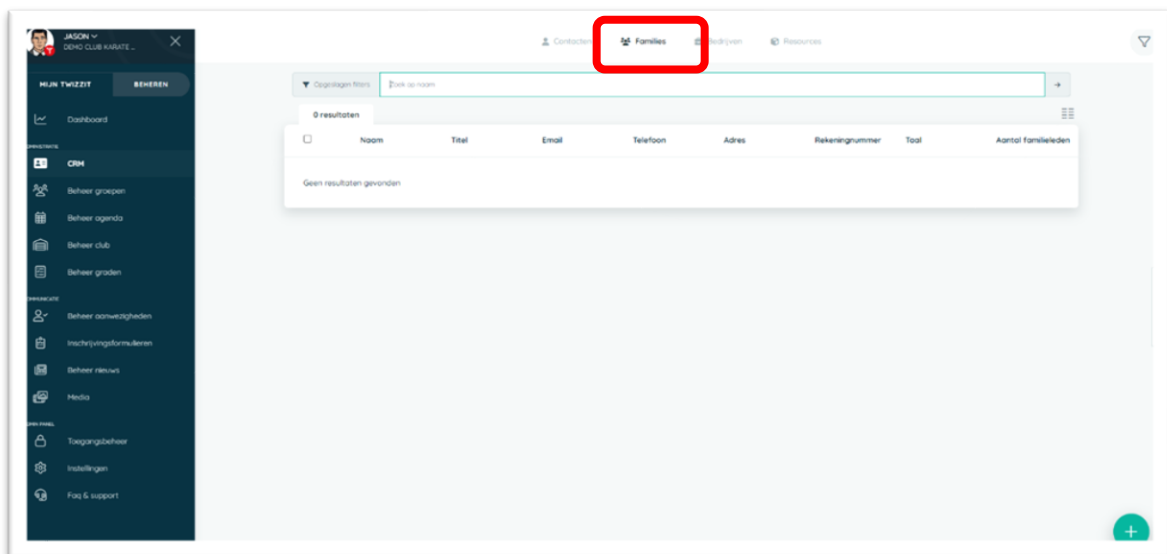 JASON
DEMO CLUB KARATE ...
Contacten
Families
Bedrijven
Resources
MIJN TWIZZIT
BEHEREN
Opgeslagen filters
Zoek op naam
Dashboard
0 resultaten
CRM
Naam Titel Email Telefoon Adres Rekeningnummer Taal Aantal familieleden
Beheer groepen
Geen resultaten gevonden
Beheer agenda
Beheer club
Beheer graden
Beheer aanwezigheden
Inschrijvingsformulieren
Beheer nieuws
Media
Toegangsbeheer
Instellingen
Faq & support